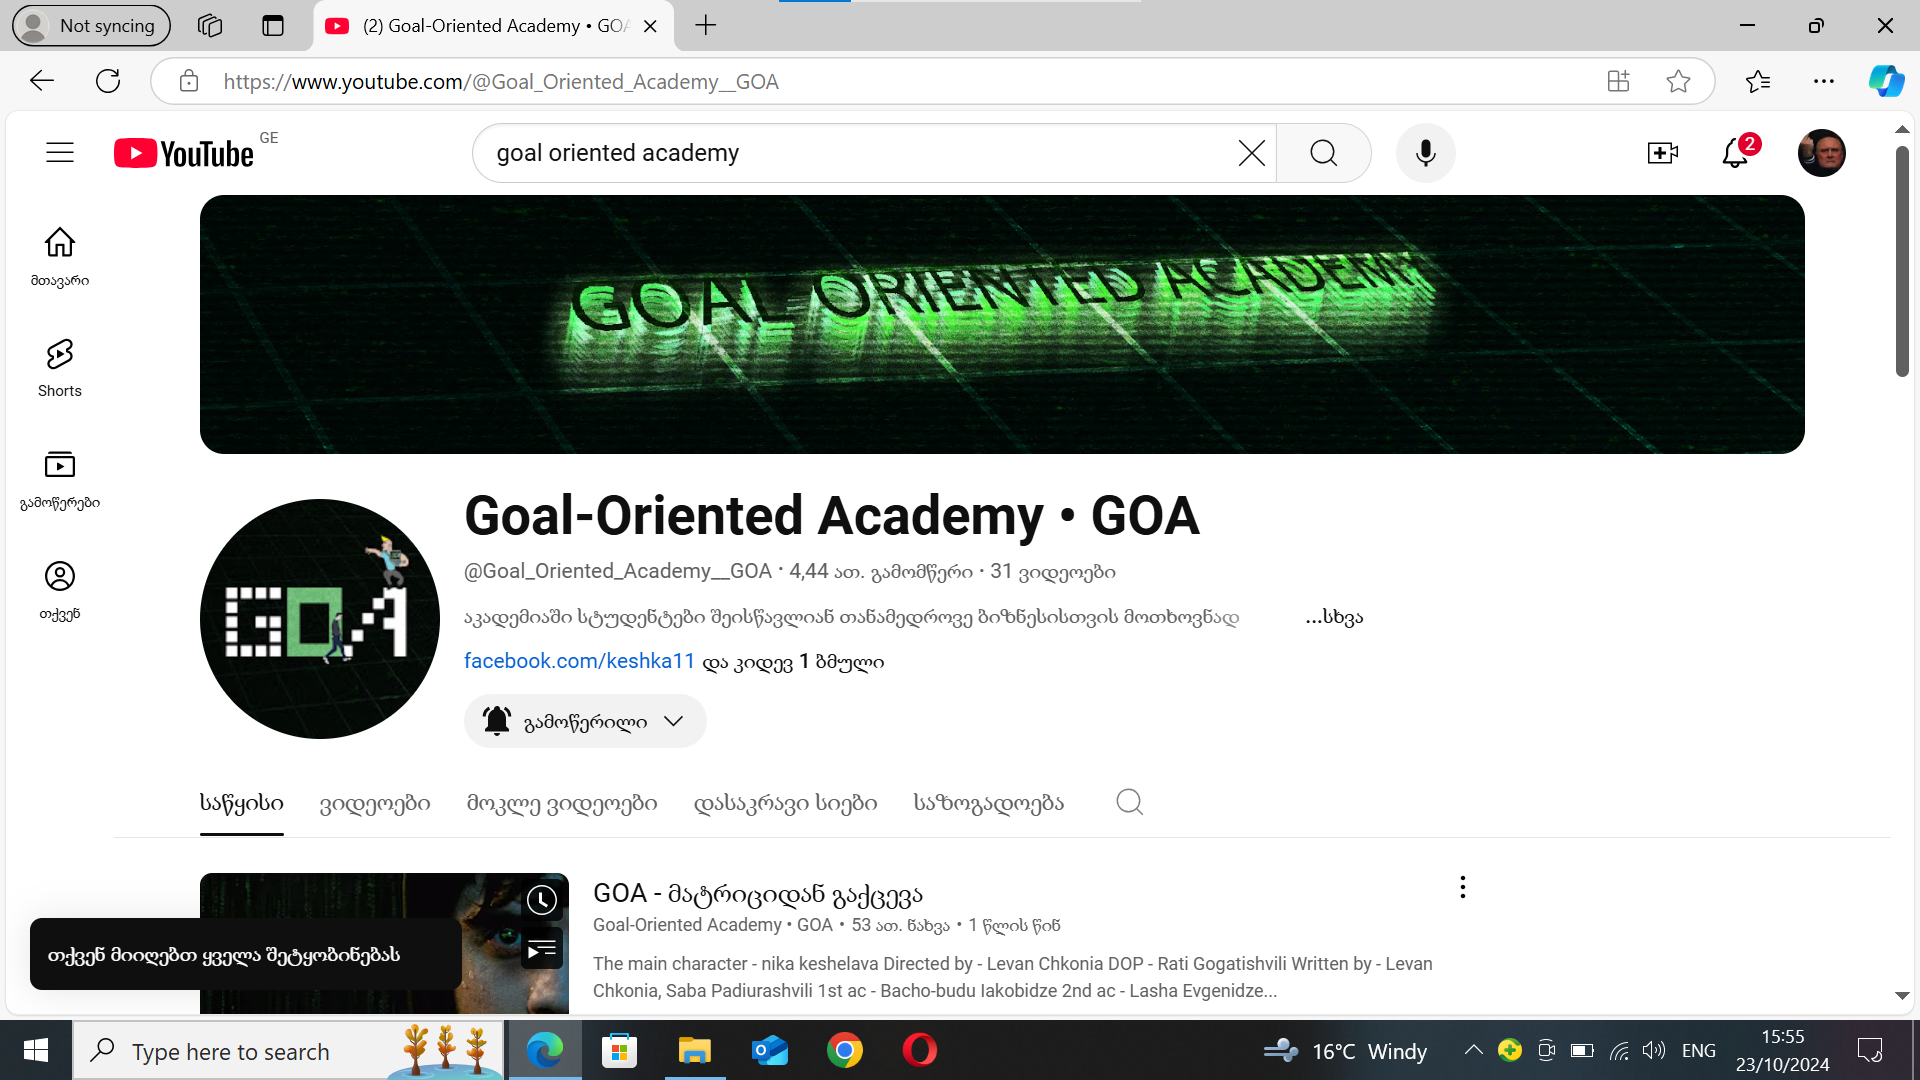 Not syncing
(2) Goal-Oriented Academy • GOA
https://www.youtube.com/@Goal_Oriented_Academy__GOA
YouTube GE
goal oriented academy
2
მთავარი
Shorts
გამოწერები
თქვენ
GOAL ORIENTED ACADEMY
GOA
Goal-Oriented Academy • GOA
@Goal_Oriented_Academy__GOA • 4,44 ათ. გამომწერი • 31 ვიდეოები
აკადემიაში სტუდენტები შეისწავლიან თანამედროვე ბიზნესისთვის მოთხოვნად ...სხვა
facebook.com/keshka11 და კიდევ 1 ბმული
გამოწერილი
საწყისი ვიდეოები მოკლე ვიდეოები დასაკრავი სიები საზოგადოება
GOA - მატრიციდან გაქცევა
Goal-Oriented Academy • GOA • 53 ათ. ნახვა • 1 წლის წინ
The main character - nika keshelava Directed by - Levan Chkonia DOP - Rati Gogatishvili Written by - Levan
Chkonia, Saba Padiurashvili 1st ac - Bacho-budu Iakobidze 2nd ac - Lasha Evgenidze...
თქვენ მიიღებთ ყველა შეტყობინებას
Type here to search
16°C Windy
ENG
15:55
23/10/2024